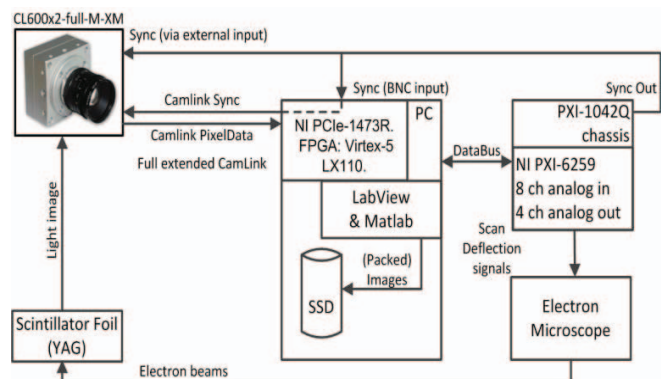 CL600x2-full-M-XM
Sync (via external input)
Sync (BNC input)
Sync Out
Camlink Sync
Camlink PixelData
Full extended CamLink
NI PCIe-1473R.
FPGA: Virtex-5
LX110.
PC
DataBus
PXI-1042Q
chassis
NI PXI-6259
8 ch analog in
4 ch analog out
LabView
& Matlab
Light image
(Packed)
Images
SSD
Scan
Deflection
signals
Scintillator Foil
(YAG)
Electron
Microscope
Electron beams